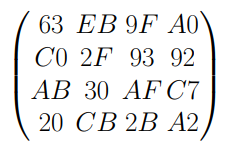 63 EB 9F A0
C0 2F 93 92
AB 30 AF C7
20 CB 2B A2